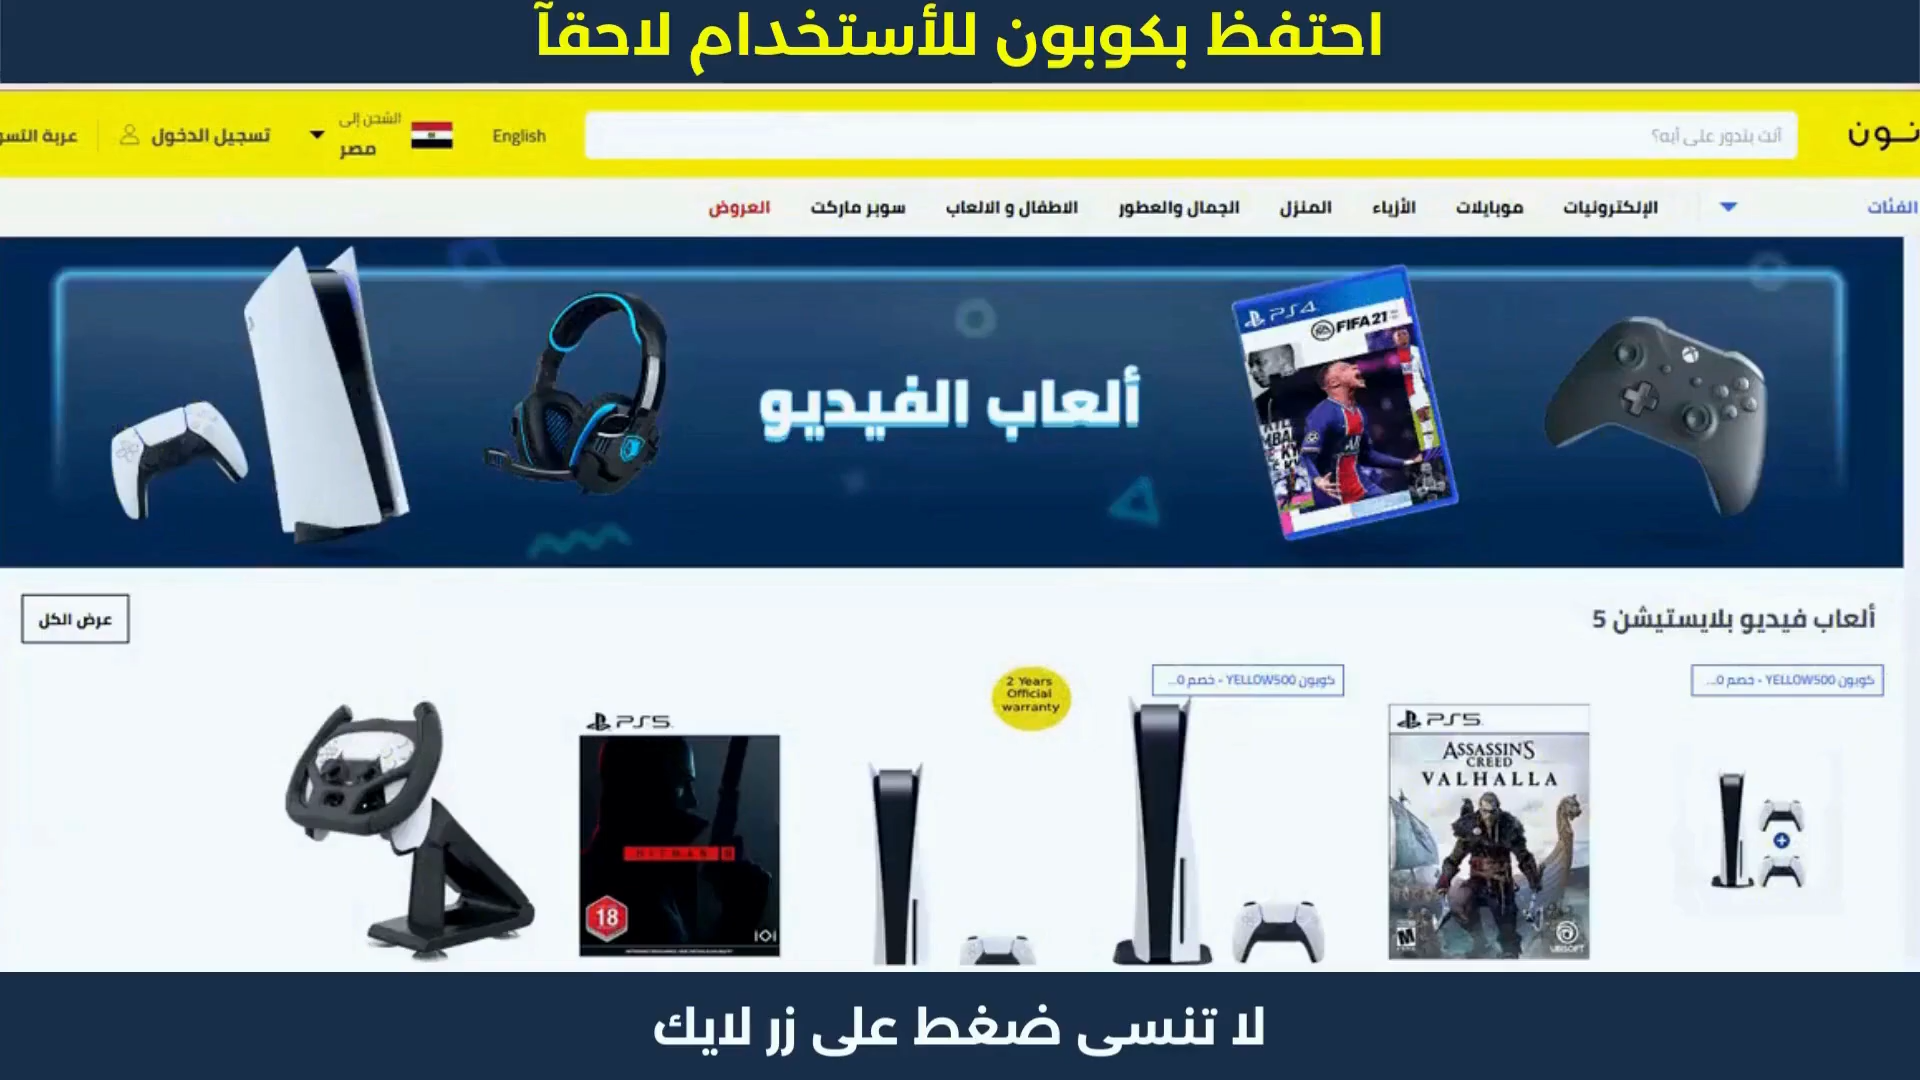 احتفظ بكوبون للأستخدام لاحقآ
نـون
أنت بتدور على أيه؟
English
الشحن إلى
مصر
تسجيل الدخول
عربة التسو
الفئات
الإلكترونيات
موبايلات
الأزياء
المنزل
الجمال والعطور
الاطفال و الالعاب
سوبر ماركت
العروض
PS4
FIFA 21
ألعاب الفيديو
ألعاب فيديو بلايستيشن 5
عرض الكل
كوبون YELLOW500 - خصم 0...
كوبون YELLOW500 - خصم 0...
2 Years
Official
warranty
PS5
ASSASSIN'S
CREED
VALHALLA
M
UBISOFT
PS5
HITMAN
18
IOI
لا تنسى ضغط على زر لايك